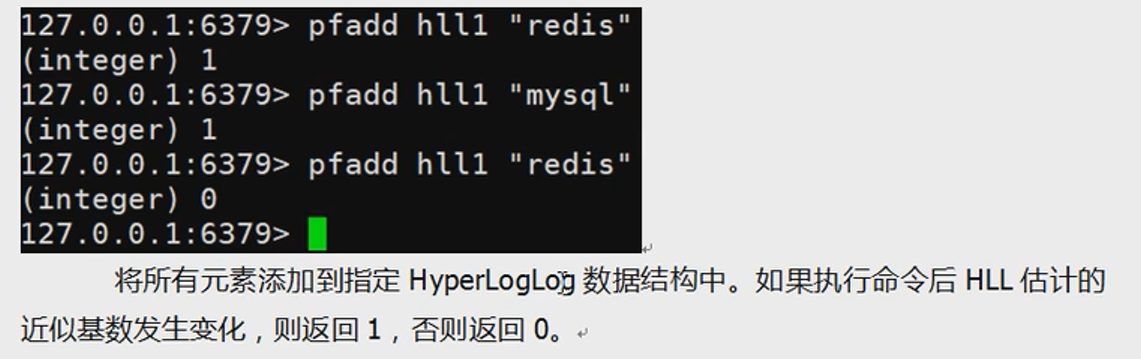 127.0.0.1:6379> pfadd hll1 "redis"
(integer) 1
127.0.0.1:6379> pfadd hll1 "mysql"
(integer) 1
127.0.0.1:6379> pfadd hll1 "redis"
(integer) 0
127.0.0.1:6379>
将所有元素添加到指定 HyperLogLog 数据结构中。如果执行命令后 HLL 估计的
近似基数发生变化，则返回 1，否则返回 0。